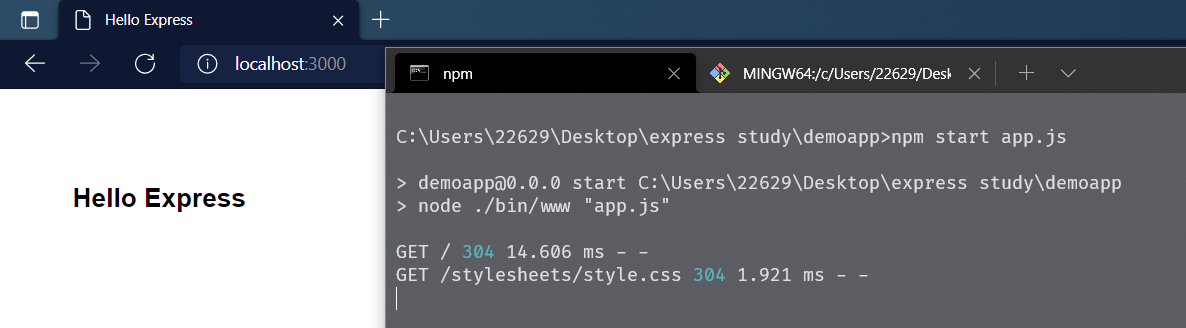 Hello Express
localhost:3000
npm
MINGW64:/c/Users/22629/Desk
C:\Users\22629\Desktop\express study\demoapp>npm start app.js
> demoapp@0.0.0 start C:\Users\22629\Desktop\express study\demoapp
> node ./bin/www "app.js"
GET / 304 14.606 ms - -
GET /stylesheets/style.css 304 1.921 ms - -
Hello Express